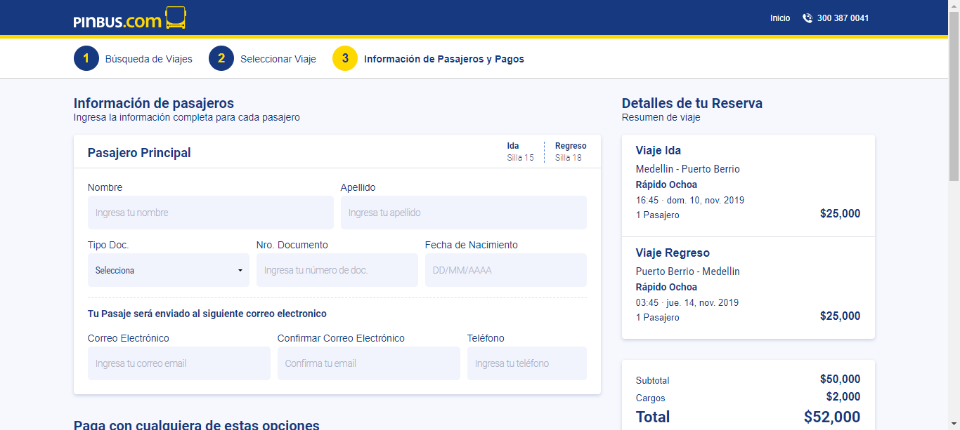 PINBUS.com
Inicio
300 387 0041
1 Búsqueda de Viajes
2 Seleccionar Viaje
3 Información de Pasajeros y Pagos
Información de pasajeros
Ingresa la información completa para cada pasajero
Pasajero Principal
Ida
Silla 15
Regreso
Silla 18
Nombre
Ingresa tu nombre
Apellido
Ingresa tu apellido
Tipo Doc.
Selecciona
Nro. Documento
Ingresa tu número de doc.
Fecha de Nacimiento
DD/MM/AAAA
Tu Pasaje será enviado al siguiente correo electronico
Correo Electrónico
Ingresa tu correo email
Confirmar Correo Electrónico
Confirma tu email
Teléfono
Ingresa tu teléfono
Paga con cualquiera de estas opciones
Detalles de tu Reserva
Resumen de viaje
Viaje Ida
Medellin - Puerto Berrio
Rápido Ochoa
16:45 · dom. 10, nov. 2019
1 Pasajero
$25,000
Viaje Regreso
Puerto Berrio - Medellin
Rápido Ochoa
03:45 · jue. 14, nov. 2019
1 Pasajero
$25,000
Subtotal $50,000
Cargos $2,000
Total $52,000